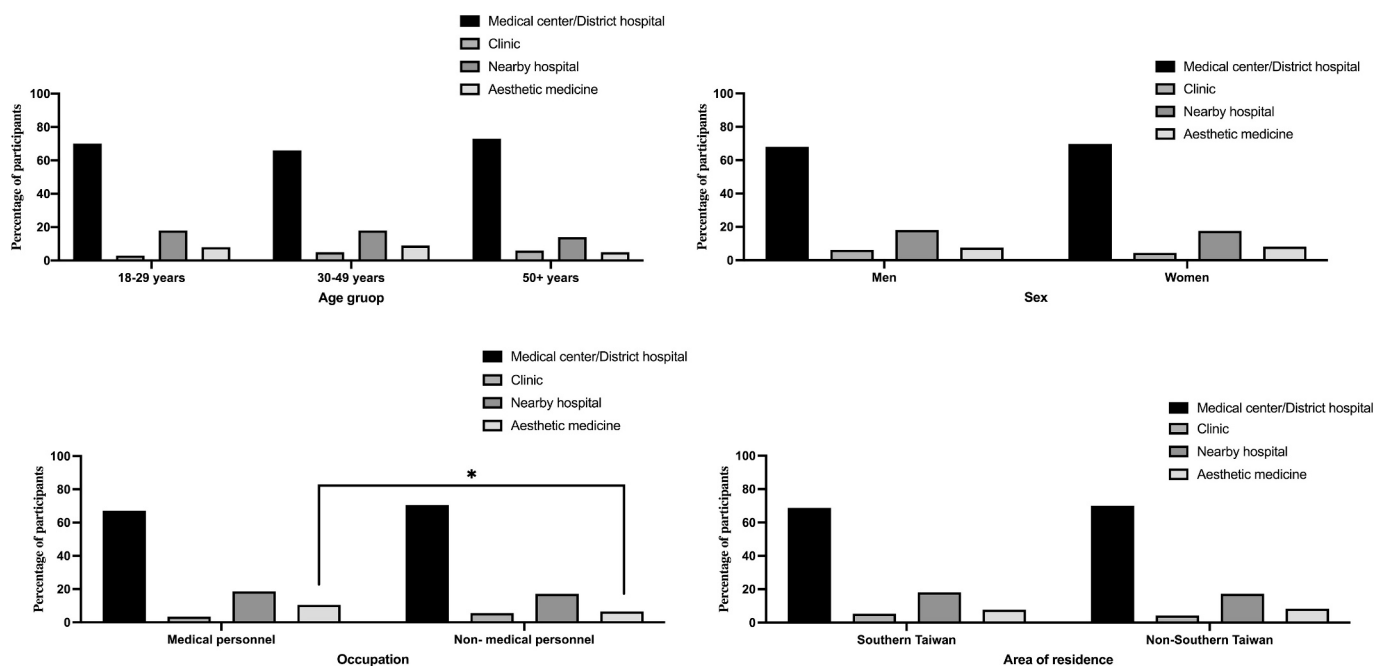 Medical center/District hospital
Clinic
Nearby hospital
Aesthetic medicine
Percentage of participants
100
80
60
40
20
0
18-29 years 30-49 years 50+ years
Age gruop
Medical center/District hospital
Clinic
Nearby hospital
Aesthetic medicine
Percentage of participants
100
80
60
40
20
0
Men Women
Sex
Medical center/District hospital
Clinic
Nearby hospital
Aesthetic medicine
Percentage of participants
100
80
60
40
20
0
*
Medical personnel Non- medical personnel
Occupation
Medical center/District hospital
Clinic
Nearby hospital
Aesthetic medicine
Percentage of participants
100
80
60
40
20
0
Southern Taiwan Non-Southern Taiwan
Area of residence